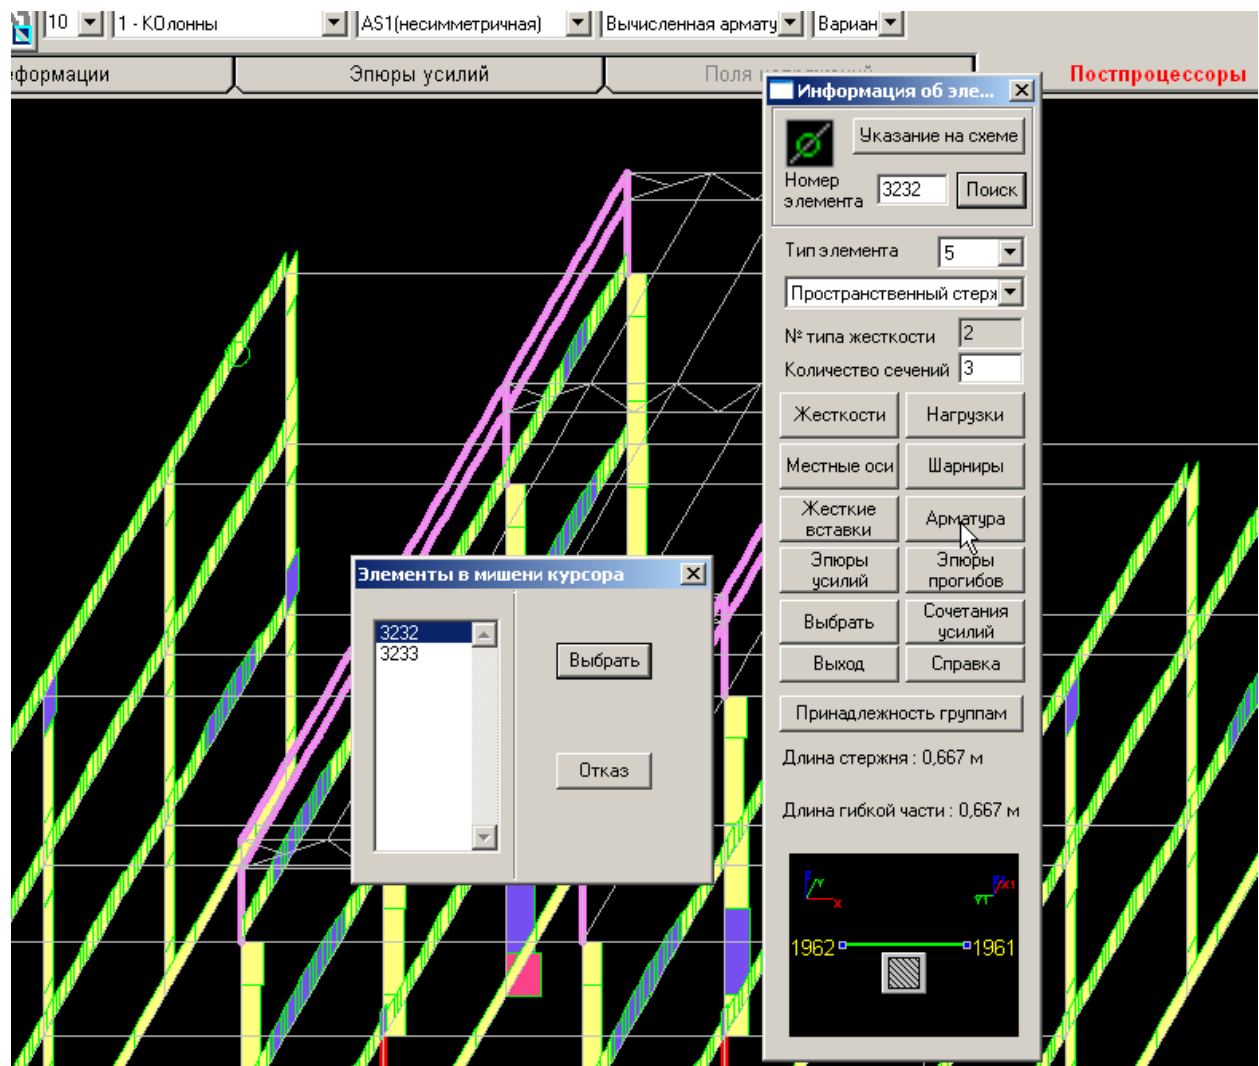 10 1 - КОлонны AS1(несимметричная) Вычисленная армату Вариан
формации Эпюры усилий Поля Постпроцессоры
Информация об эле...
Указание на схеме
Номер элемента 3232 Поиск
Тип элемента 5
Пространственный стерж
№ типа жесткости 2
Количество сечений 3
Жесткости Нагрузки
Местные оси Шарниры
Жесткие вставки Арматура
Эпюры усилий Эпюры прогибов
Выбрать Сочетания усилий
Выход Справка
Принадлежность группам
Длина стержня : 0,667 м
Длина гибкой части : 0,667 м
Y
X
X1
1962 1961
Элементы в мишени курсора
3232
3233
Выбрать
Отказ